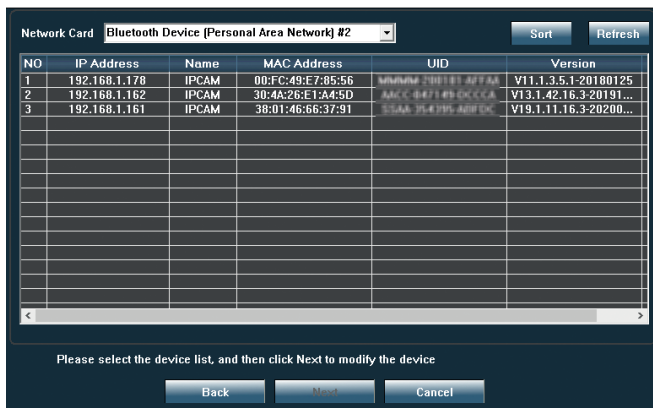 Network Card Bluetooth Device (Personal Area Network) #2 Sort Refresh
NO IP Address Name MAC Address UID Version
1 192.168.1.178 IPCAM 00:FC:49:E7:85:56 V11.1.3.5.1-20180125
2 192.168.1.162 IPCAM 30:4A:26:E1:A4:5D V13.1.42.16.3-20191...
3 192.168.1.161 IPCAM 38:01:46:66:37:91 V19.1.11.16.3-20200...
Please select the device list, and then click Next to modify the device
Back Next Cancel